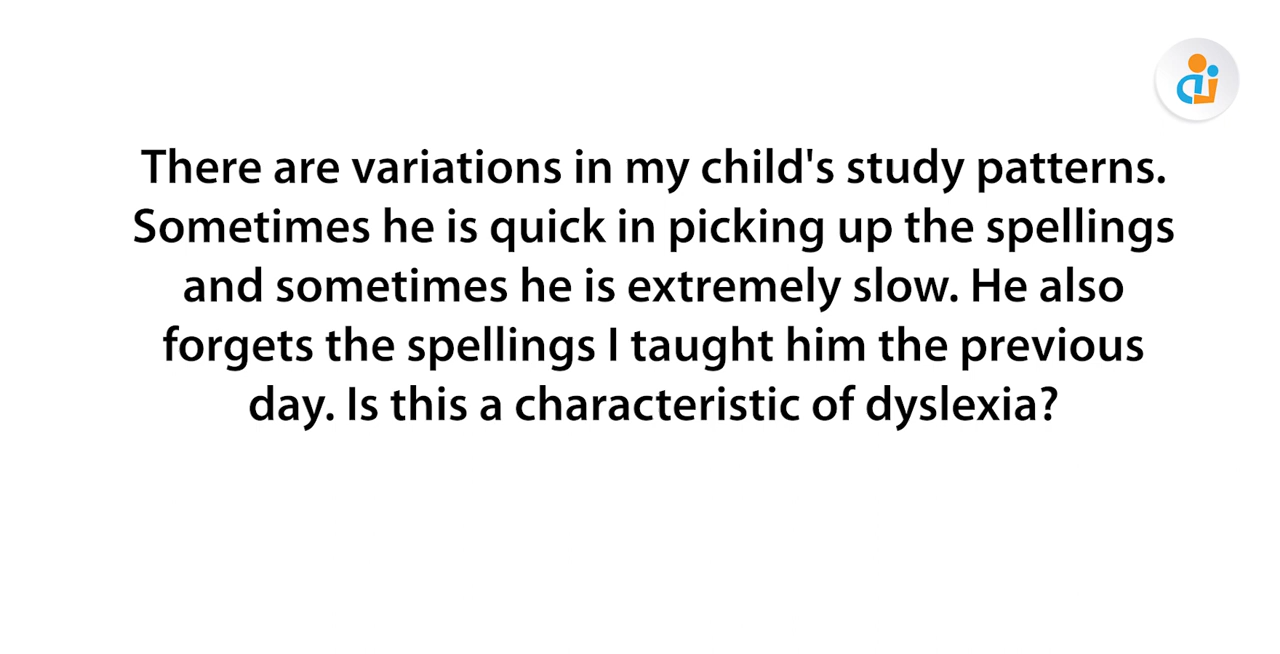 There are variations in my child's study patterns.
Sometimes he is quick in picking up the spellings
and sometimes he is extremely slow. He also
forgets the spellings I taught him the previous
day. Is this a characteristic of dyslexia?